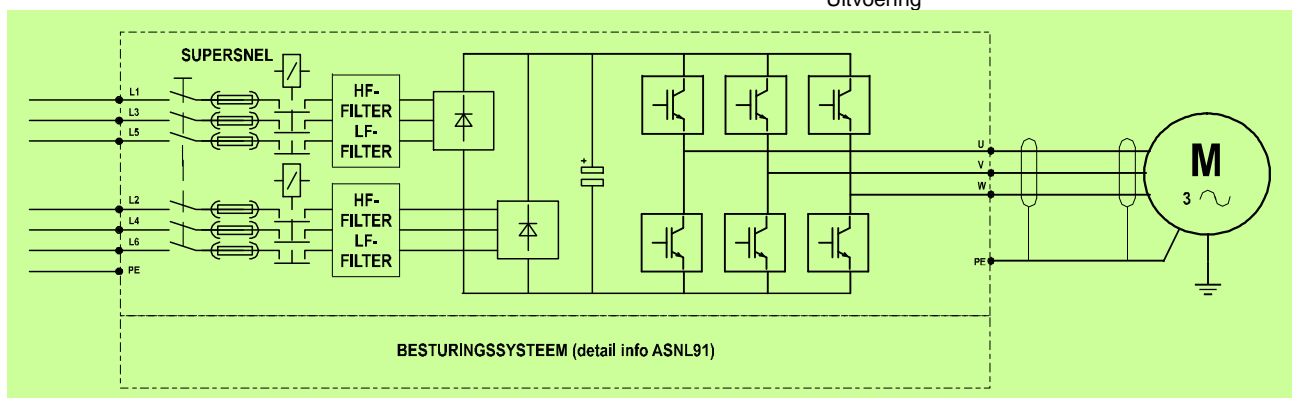 Uitvoering
SUPERSNEL
L1
L3
L5
HF-
FILTER
LF-
FILTER
L2
L4
L6
PE
HF-
FILTER
LF-
FILTER
+
U
V
W
PE
M
3
BESTURINGSSYSTEEM (detail info ASNL91)